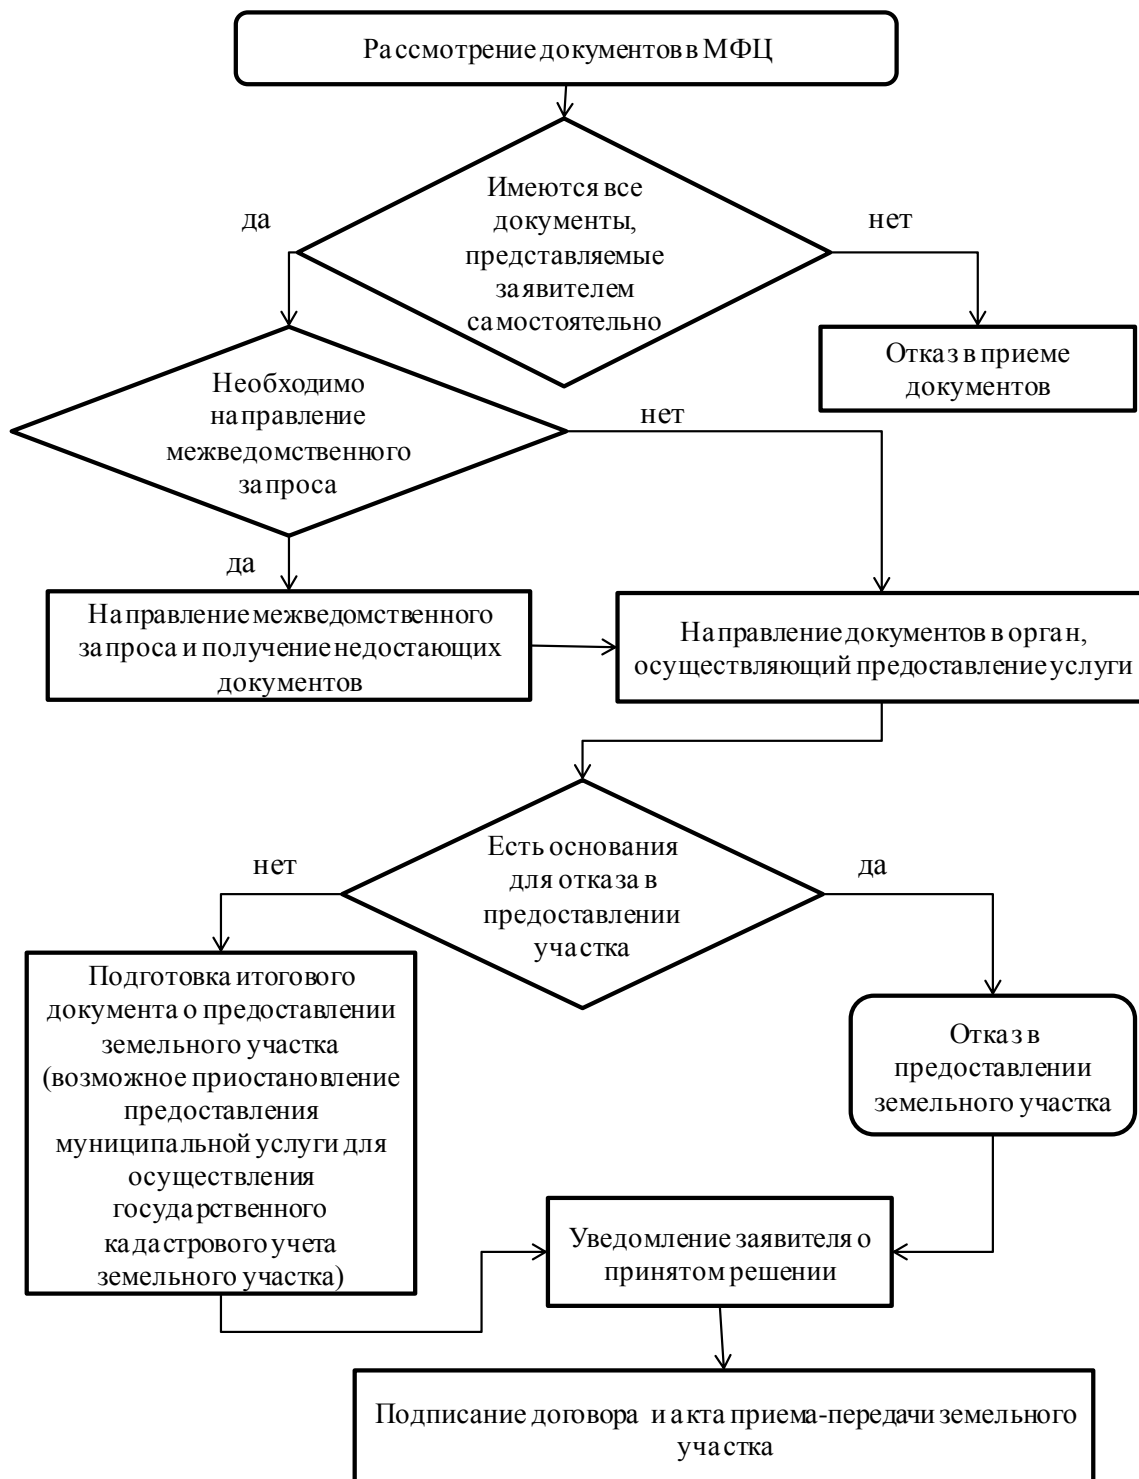 Рассмотрение документов в МФЦ
Имеются все
документы,
представляемые
заявителем
самостоятельно
да
нет
Отказ в приеме
документов
Необходимо
направление
межведомственного
запроса
нет
да
Направление межведомственного
запроса и получение недостающих
документов
Направление документов в орган,
осуществляющий предоставление услуги
Есть основания
для отказа в
предоставлении
участка
нет
да
Подготовка итогового
документа о предоставлении
земельного участка
(возможное приостановление
предоставления
муниципальной услуги для
осуществления
государственного
кадастрового учета
земельного участка)
Отказ в
предоставлении
земельного участка
Уведомление заявителя о
принятом решении
Подписание договора и акта приема-передачи земельного
участка